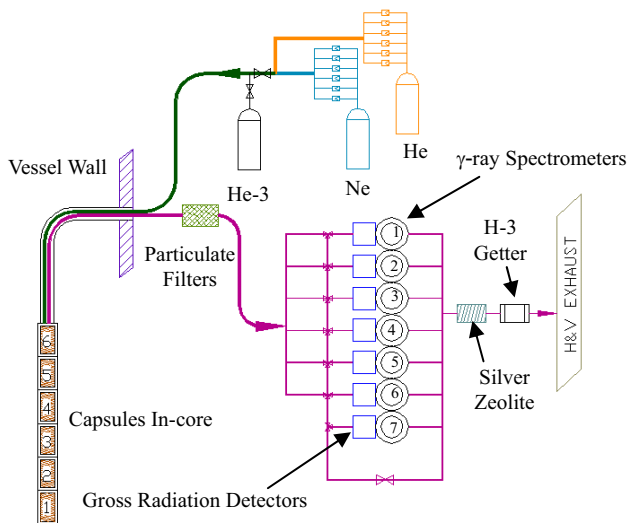 He
Ne
He-3
γ-ray Spectrometers
Vessel Wall
H-3
Getter
Particulate
Filters
1
2
3
4
5
6
7
H&V EXHAUST
Silver
Zeolite
6
5
4
3
2
1
Capsules In-core
Gross Radiation Detectors